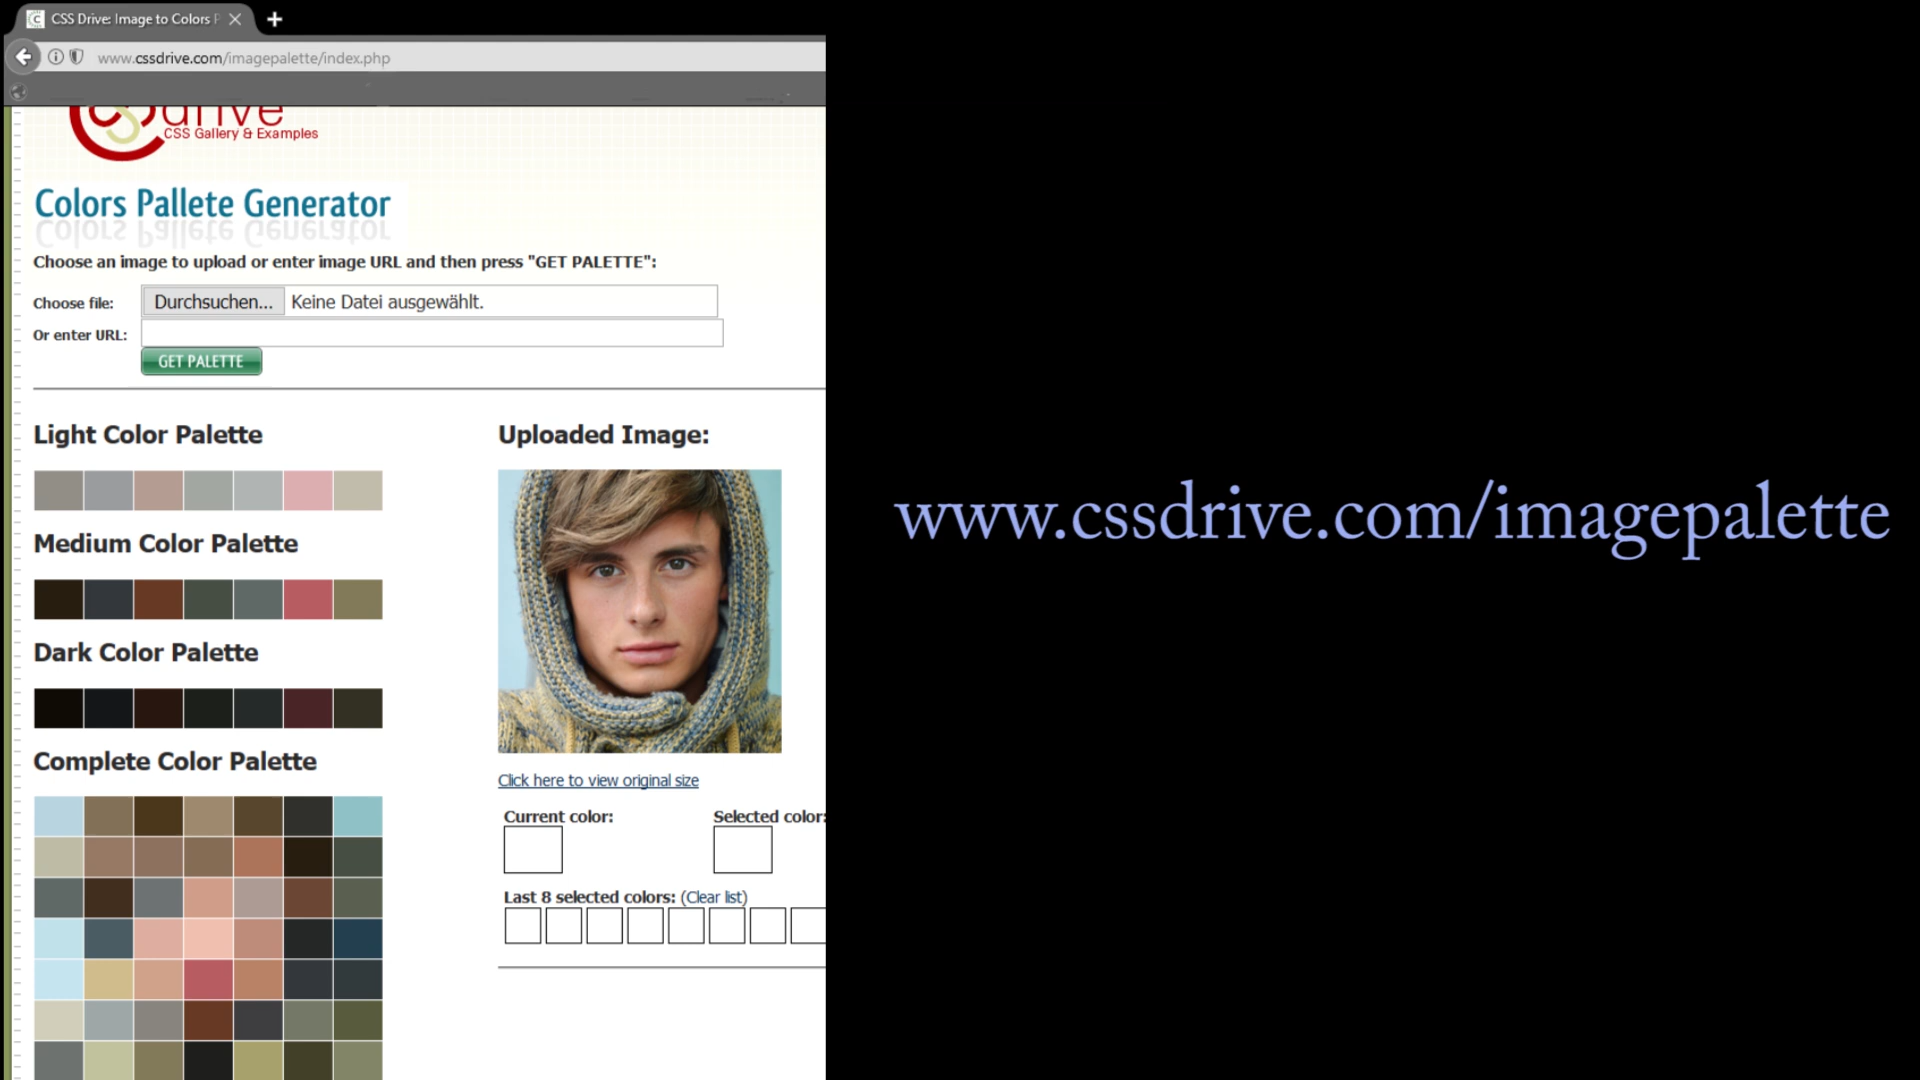 CSS Drive: Image to Colors P
www.cssdrive.com/imagepalette/index.php
CSS Gallery & Examples
Colors Pallete Generator
Choose an image to upload or enter image URL and then press "GET PALETTE":
Choose file: Durchsuchen... Keine Datei ausgewählt.
Or enter URL:
GET PALETTE
Light Color Palette
Uploaded Image:
Medium Color Palette
Dark Color Palette
Complete Color Palette
Click here to view original size
Current color: Selected color:
Last 8 selected colors: (Clear list)
www.cssdrive.com/imagepalette